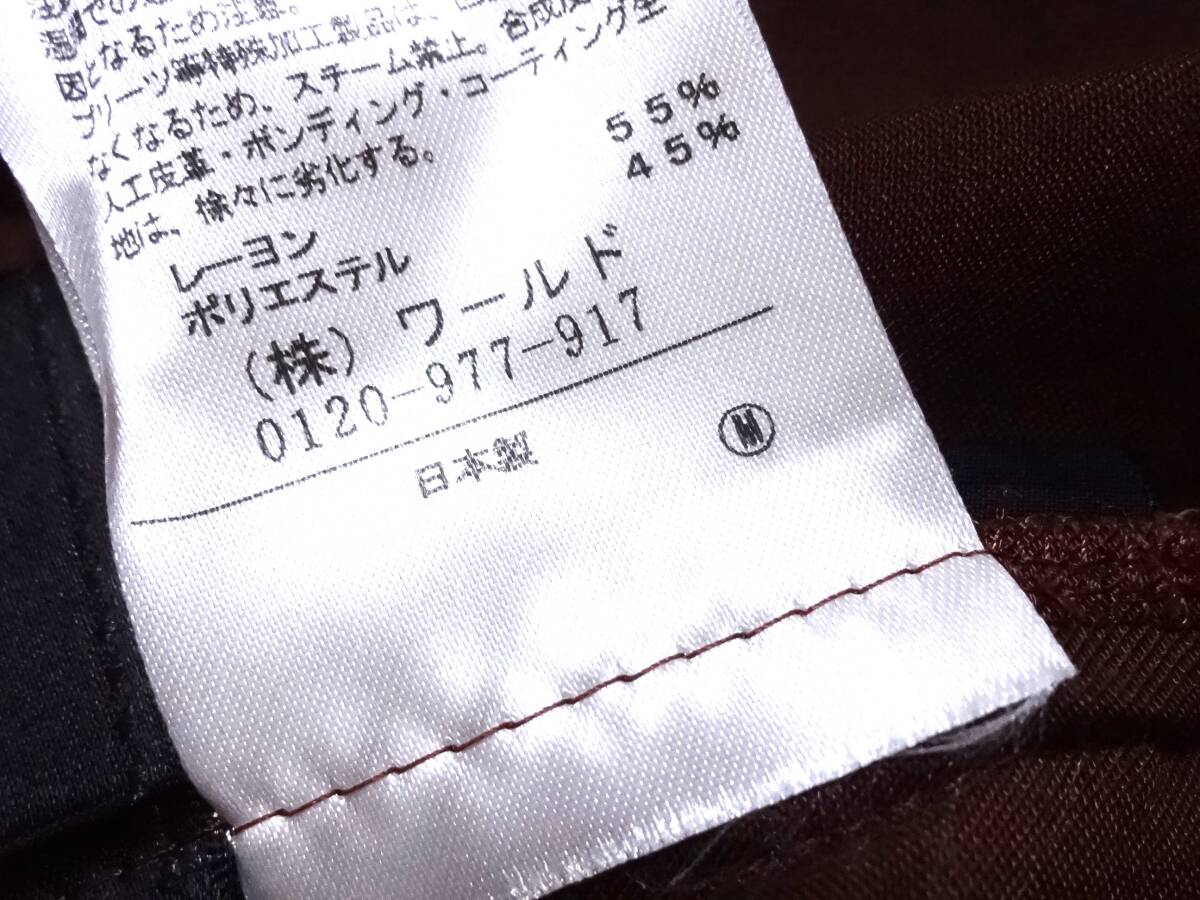 因となるため注意。
プリーツ等特殊加工製品は、
なくなるため、スチーム禁止。合成皮
人工皮革・ボンディング・コーティング生
地は、徐々に劣化する。
レーヨン 55%
ポリエステル 45%
(株) ワールド
0120-977-917
日本製 M